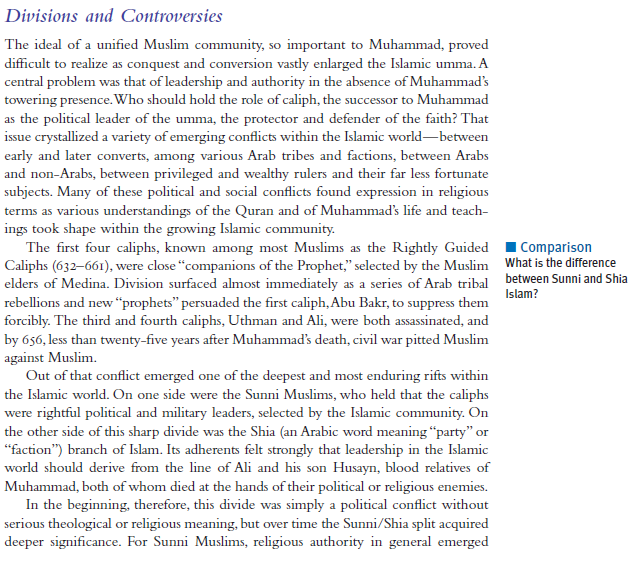 Divisions and Controversies
The ideal of a unified Muslim community, so important to Muhammad, proved
difficult to realize as conquest and conversion vastly enlarged the Islamic umma. A
central problem was that of leadership and authority in the absence of Muhammad’s
towering presence. Who should hold the role of caliph, the successor to Muhammad
as the political leader of the umma, the protector and defender of the faith? That
issue crystallized a variety of emerging conflicts within the Islamic world—between
early and later converts, among various Arab tribes and factions, between Arabs
and non-Arabs, between privileged and wealthy rulers and their far less fortunate
subjects. Many of these political and social conflicts found expression in religious
terms as various understandings of the Quran and of Muhammad’s life and teach-
ings took shape within the growing Islamic community.
The first four caliphs, known among most Muslims as the Rightly Guided
Caliphs (632–661), were close “companions of the Prophet,” selected by the Muslim
elders of Medina. Division surfaced almost immediately as a series of Arab tribal
rebellions and new “prophets” persuaded the first caliph, Abu Bakr, to suppress them
forcibly. The third and fourth caliphs, Uthman and Ali, were both assassinated, and
by 656, less than twenty-five years after Muhammad’s death, civil war pitted Muslim
against Muslim.
Out of that conflict emerged one of the deepest and most enduring rifts within
the Islamic world. On one side were the Sunni Muslims, who held that the caliphs
were rightful political and military leaders, selected by the Islamic community. On
the other side of this sharp divide was the Shia (an Arabic word meaning “party” or
“faction”) branch of Islam. Its adherents felt strongly that leadership in the Islamic
world should derive from the line of Ali and his son Husayn, blood relatives of
Muhammad, both of whom died at the hands of their political or religious enemies.
In the beginning, therefore, this divide was simply a political conflict without
serious theological or religious meaning, but over time the Sunni/Shia split acquired
deeper significance. For Sunni Muslims, religious authority in general emerged
■ Comparison
What is the difference
between Sunni and Shia
Islam?